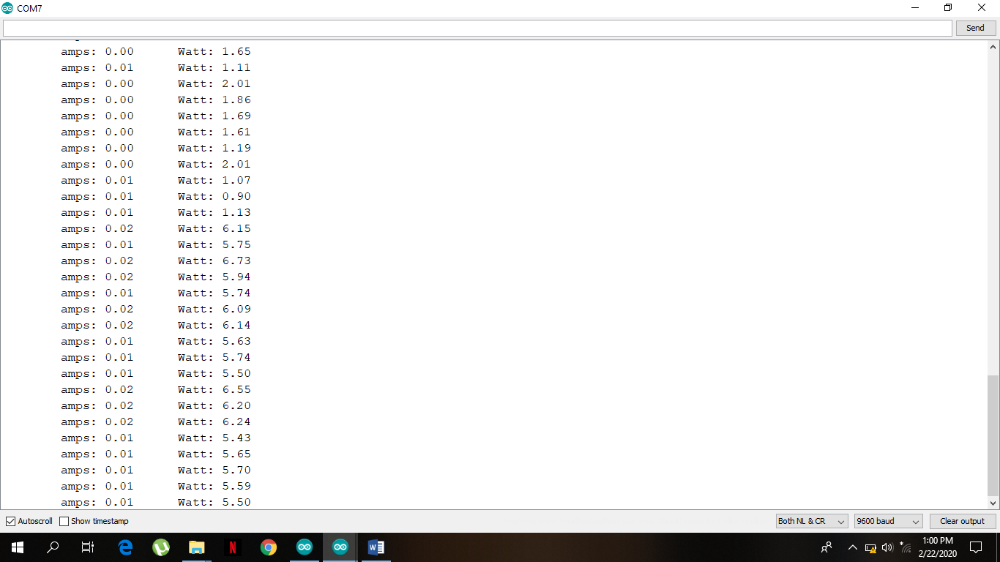 COM7
Send
amps: 0.00 Watt: 1.65
amps: 0.01 Watt: 1.11
amps: 0.00 Watt: 2.01
amps: 0.00 Watt: 1.86
amps: 0.00 Watt: 1.69
amps: 0.00 Watt: 1.61
amps: 0.00 Watt: 1.19
amps: 0.00 Watt: 2.01
amps: 0.01 Watt: 1.07
amps: 0.01 Watt: 0.90
amps: 0.01 Watt: 1.13
amps: 0.02 Watt: 6.15
amps: 0.01 Watt: 5.75
amps: 0.02 Watt: 6.73
amps: 0.02 Watt: 5.94
amps: 0.01 Watt: 5.74
amps: 0.02 Watt: 6.09
amps: 0.02 Watt: 6.14
amps: 0.01 Watt: 5.63
amps: 0.01 Watt: 5.74
amps: 0.01 Watt: 5.50
amps: 0.02 Watt: 6.55
amps: 0.02 Watt: 6.20
amps: 0.02 Watt: 6.24
amps: 0.01 Watt: 5.43
amps: 0.01 Watt: 5.65
amps: 0.01 Watt: 5.70
amps: 0.01 Watt: 5.59
amps: 0.01 Watt: 5.50
Autoscroll Show timestamp Both NL & CR 9600 baud Clear output
1:00 PM
2/22/2020